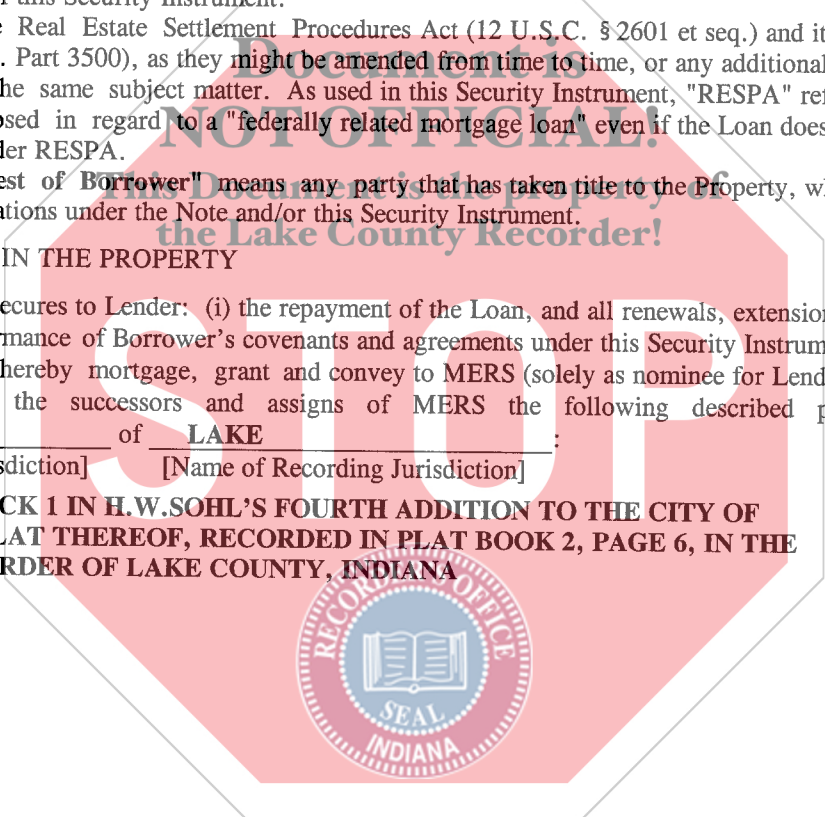 this Security Instrument.
Real Estate Settlement Procedures Act (12 U.S.C. § 2601 et seq.) and it
. Part 3500), as they might be amended from time to time, or any additional
he same subject matter. As used in this Security Instrument, "RESPA" ref
osed in regard to a "federally related mortgage loan" even if the Loan does
der RESPA.
est of Borrower" means any party that has taken title to the Property, wh
ations under the Note and/or this Security Instrument.
Document is
NOT OFFICIAL!
This Document is the property of
the Lake County Recorder!
IN THE PROPERTY
ecures to Lender: (i) the repayment of the Loan, and all renewals, extension
rmance of Borrower's covenants and agreements under this Security Instrum
hereby mortgage, grant and convey to MERS (solely as nominee for Lend
the successors and assigns of MERS the following described p
of LAKE :
sdiction] [Name of Recording Jurisdiction]
STOP
CK 1 IN H.W.SOHL'S FOURTH ADDITION TO THE CITY OF
LAT THEREOF, RECORDED IN PLAT BOOK 2, PAGE 6, IN THE
RDER OF LAKE COUNTY, INDIANA
RECORDER'S OFFICE
SEAL
INDIANA